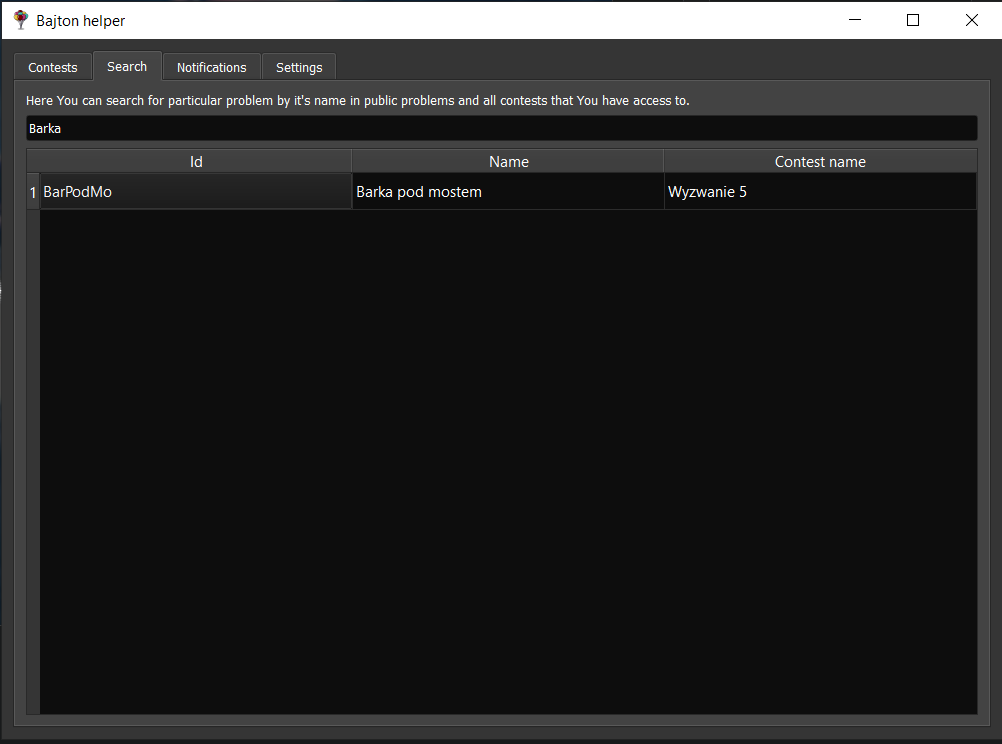 Bajton helper
Contests Search Notifications Settings
Here You can search for particular problem by it's name in public problems and all contests that You have access to.
Barka
Id Name Contest name
1 BarPodMo Barka pod mostem Wyzwanie 5